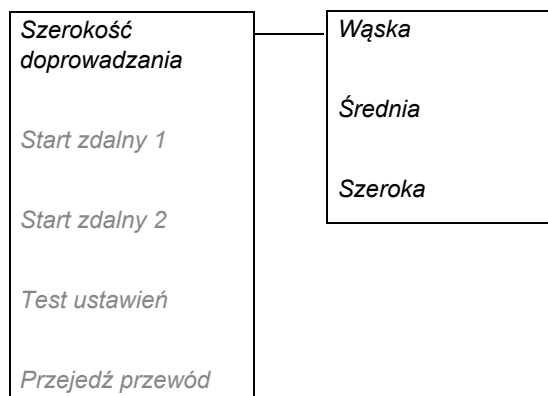 Szerokość
doprowadzania
Start zdalny 1
Start zdalny 2
Test ustawień
Przejedź przewód
Wąska
Średnia
Szeroka